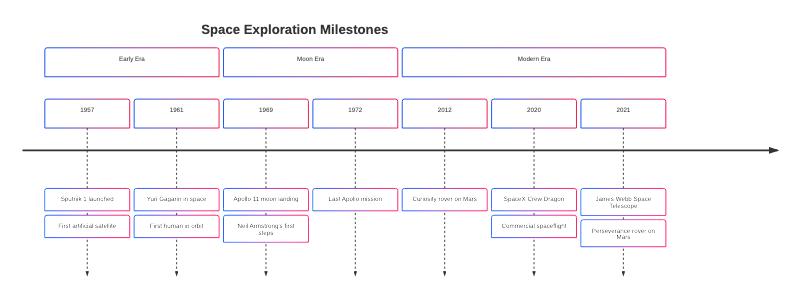 Space Exploration Milestones
Early Era
Moon Era
Modern Era
1957
1961
1969
1972
2012
2020
2021
Sputnik 1 launched
First artificial satellite
Yuri Gagarin in space
First human in orbit
Apollo 11 moon landing
Neil Armstrong's first
steps
Last Apollo mission
Curiosity rover on Mars
SpaceX Crew Dragon
Commercial spaceflight
James Webb Space
Telescope
Perseverance rover on
Mars